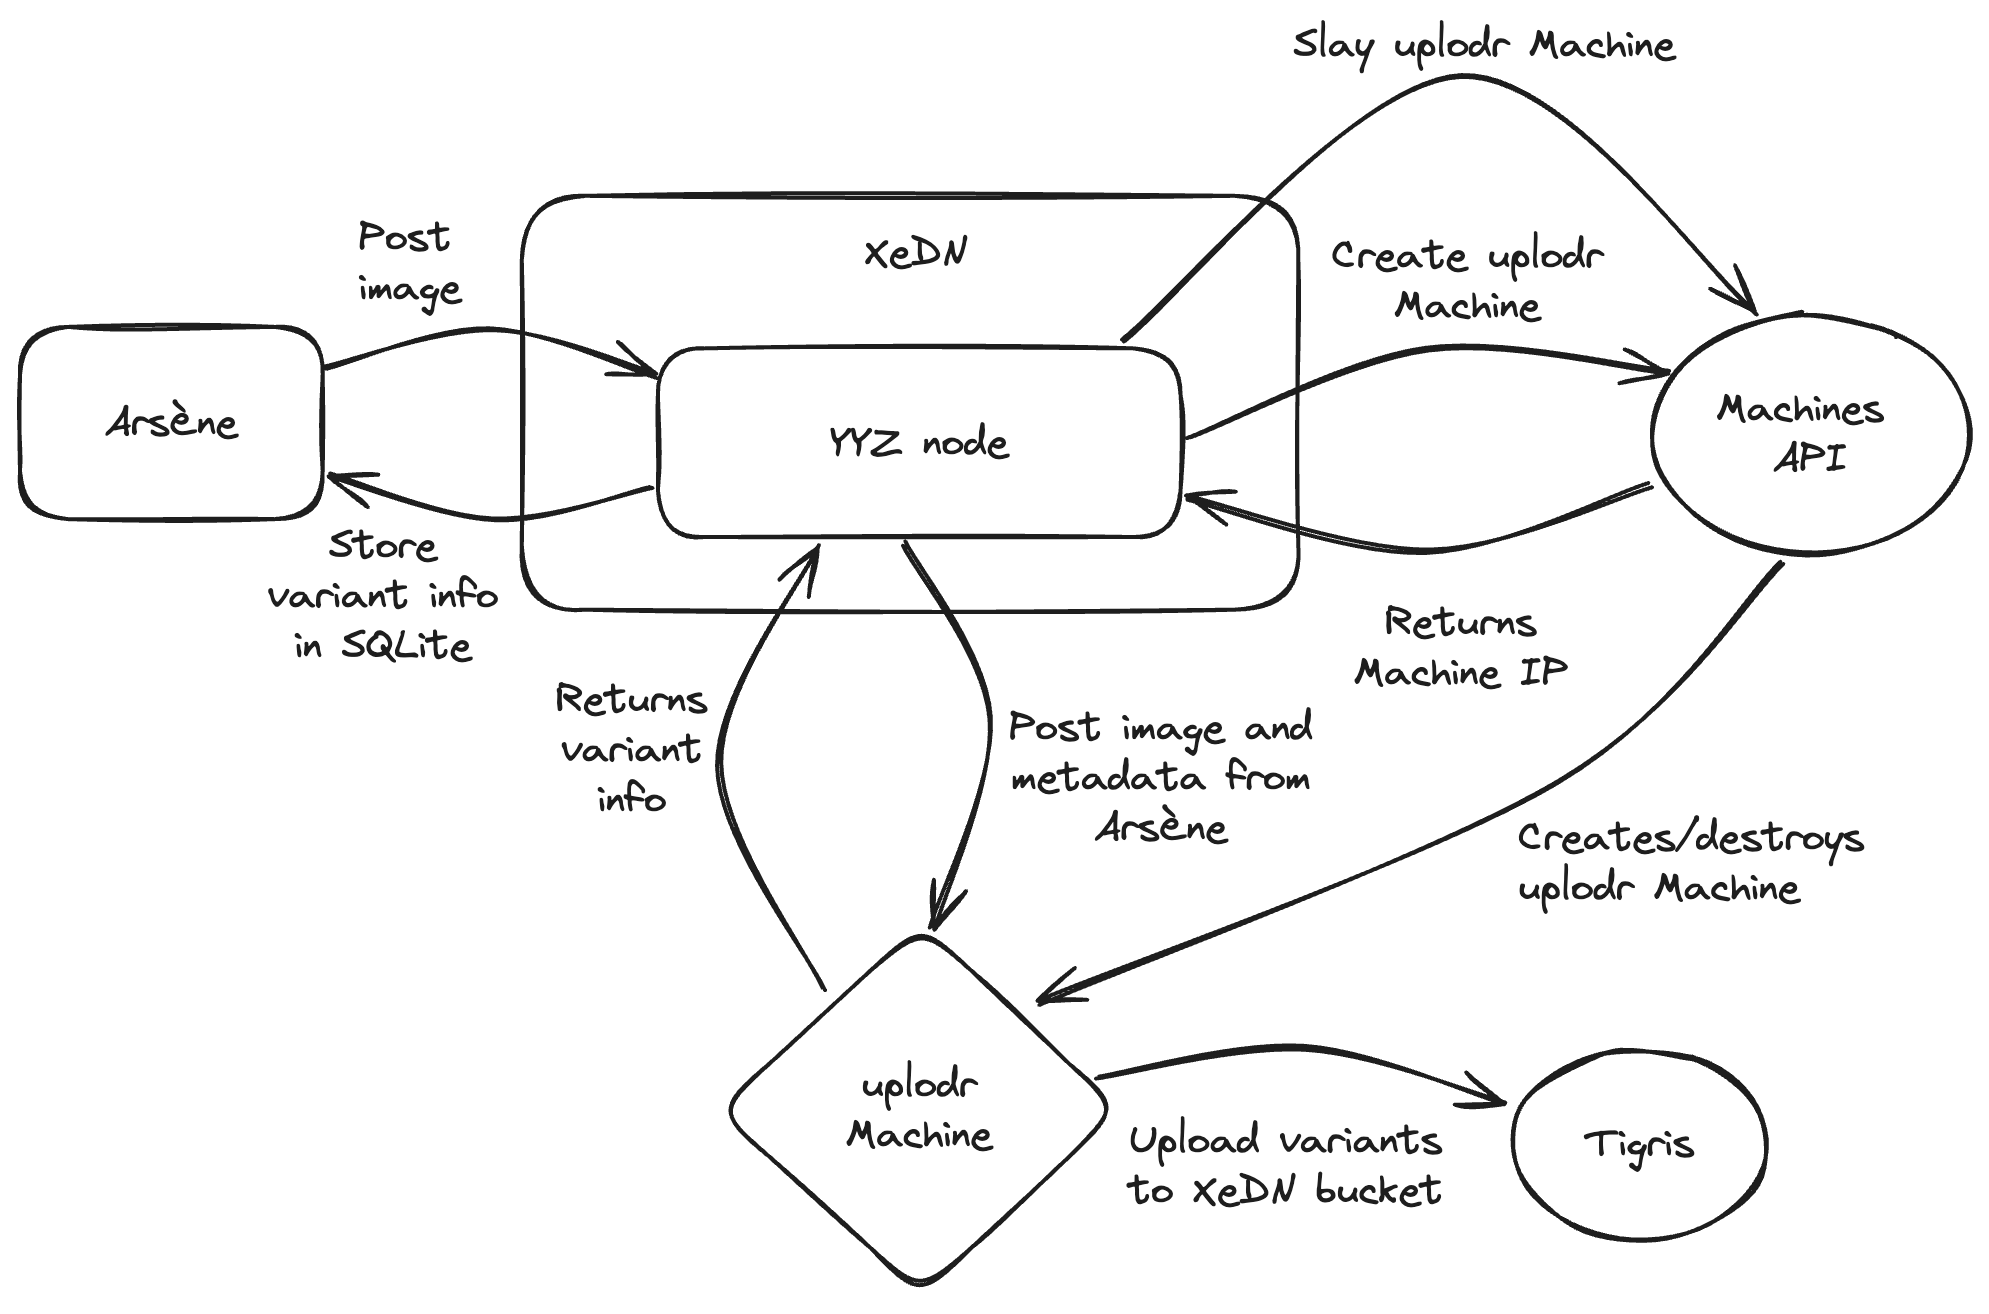 Slay uplodr Machine
Post
image
XeDN
Create uplodr
Machine
Arsène
YYZ node
Machines
API
Store
variant info
in SQLite
Returns
Machine IP
Returns
variant
info
Post image and
metadata from
Arsène
Creates/destroys
uplodr Machine
uplodr
Machine
Upload variants
to XeDN bucket
Tigris